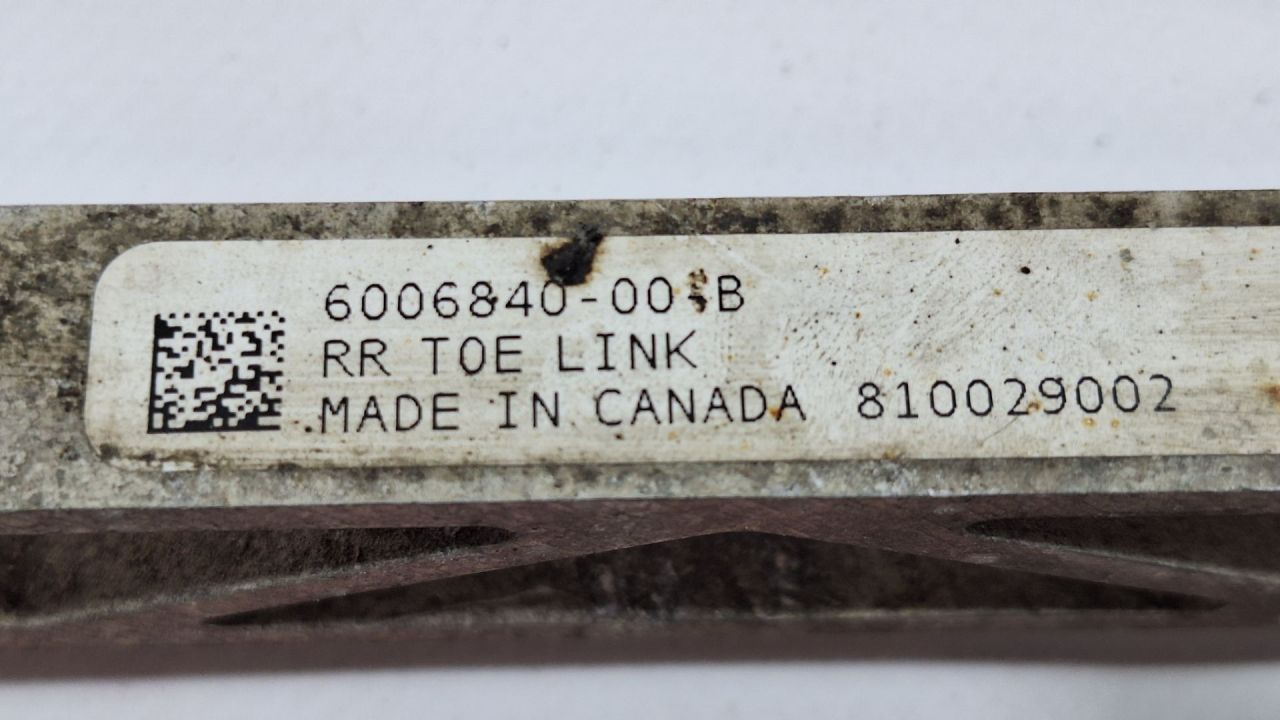 6006840-00-B
RR TOE LINK
MADE IN CANADA 810029002